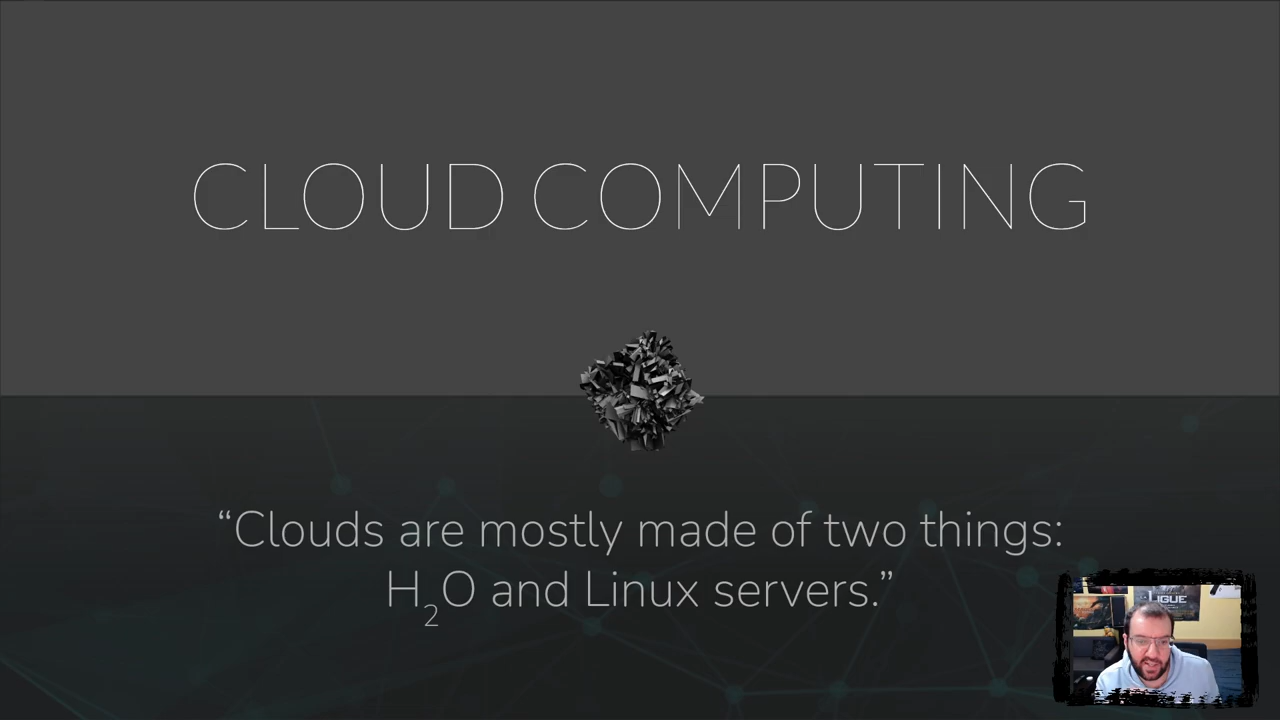 CLOUD COMPUTING
“Clouds are mostly made of two things:
H₂O and Linux servers.”